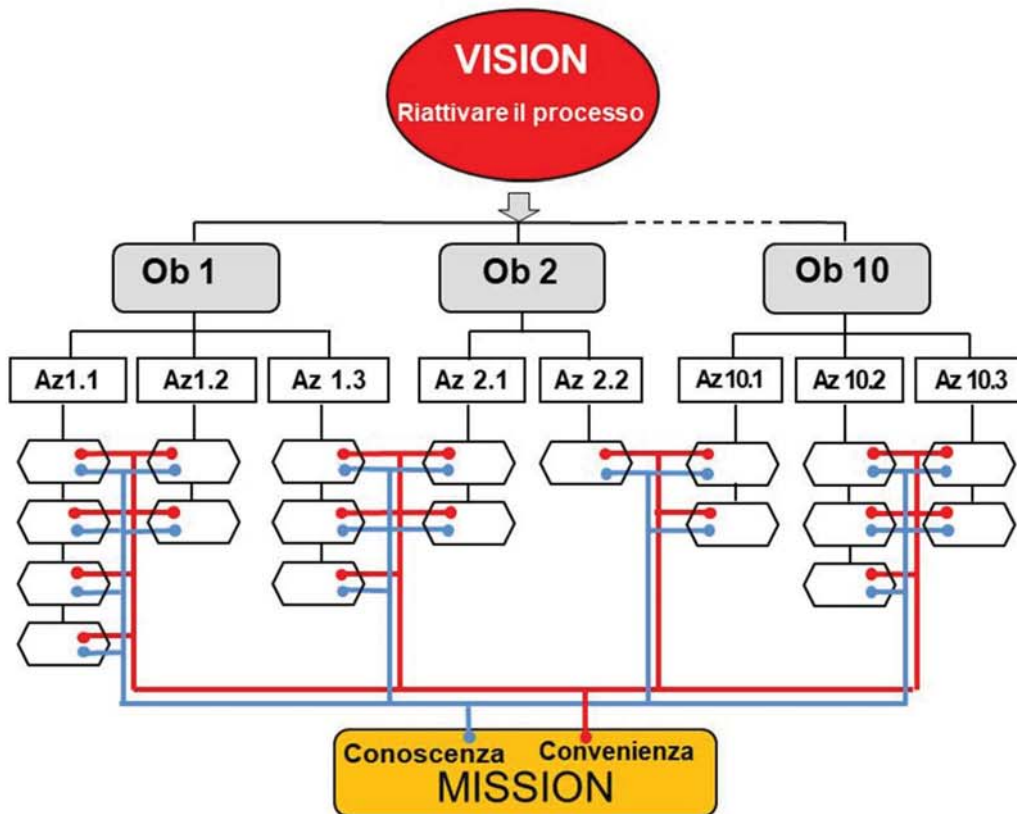 VISION
Riattivare il processo
Ob 1
Ob 2
Ob 10
Az1.1
Az1.2
Az 1.3
Az 2.1
Az 2.2
Az 10.1
Az 10.2
Az 10.3
Conoscenza
Convenienza
MISSION